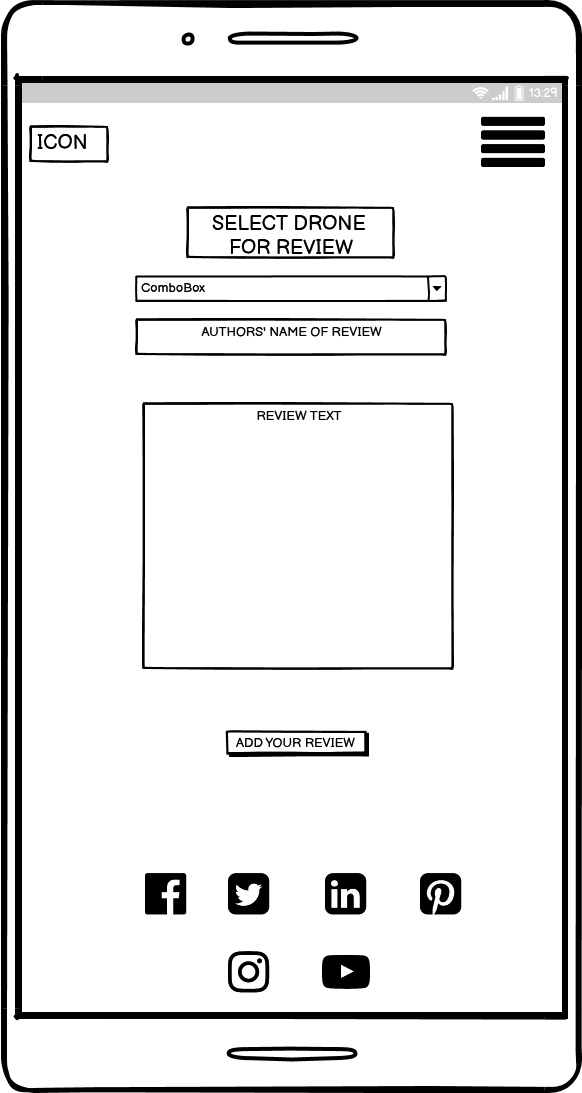 13:29
ICON
SELECT DRONE
FOR REVIEW
ComboBox
AUTHORS' NAME OF REVIEW
REVIEW TEXT
ADD YOUR REVIEW